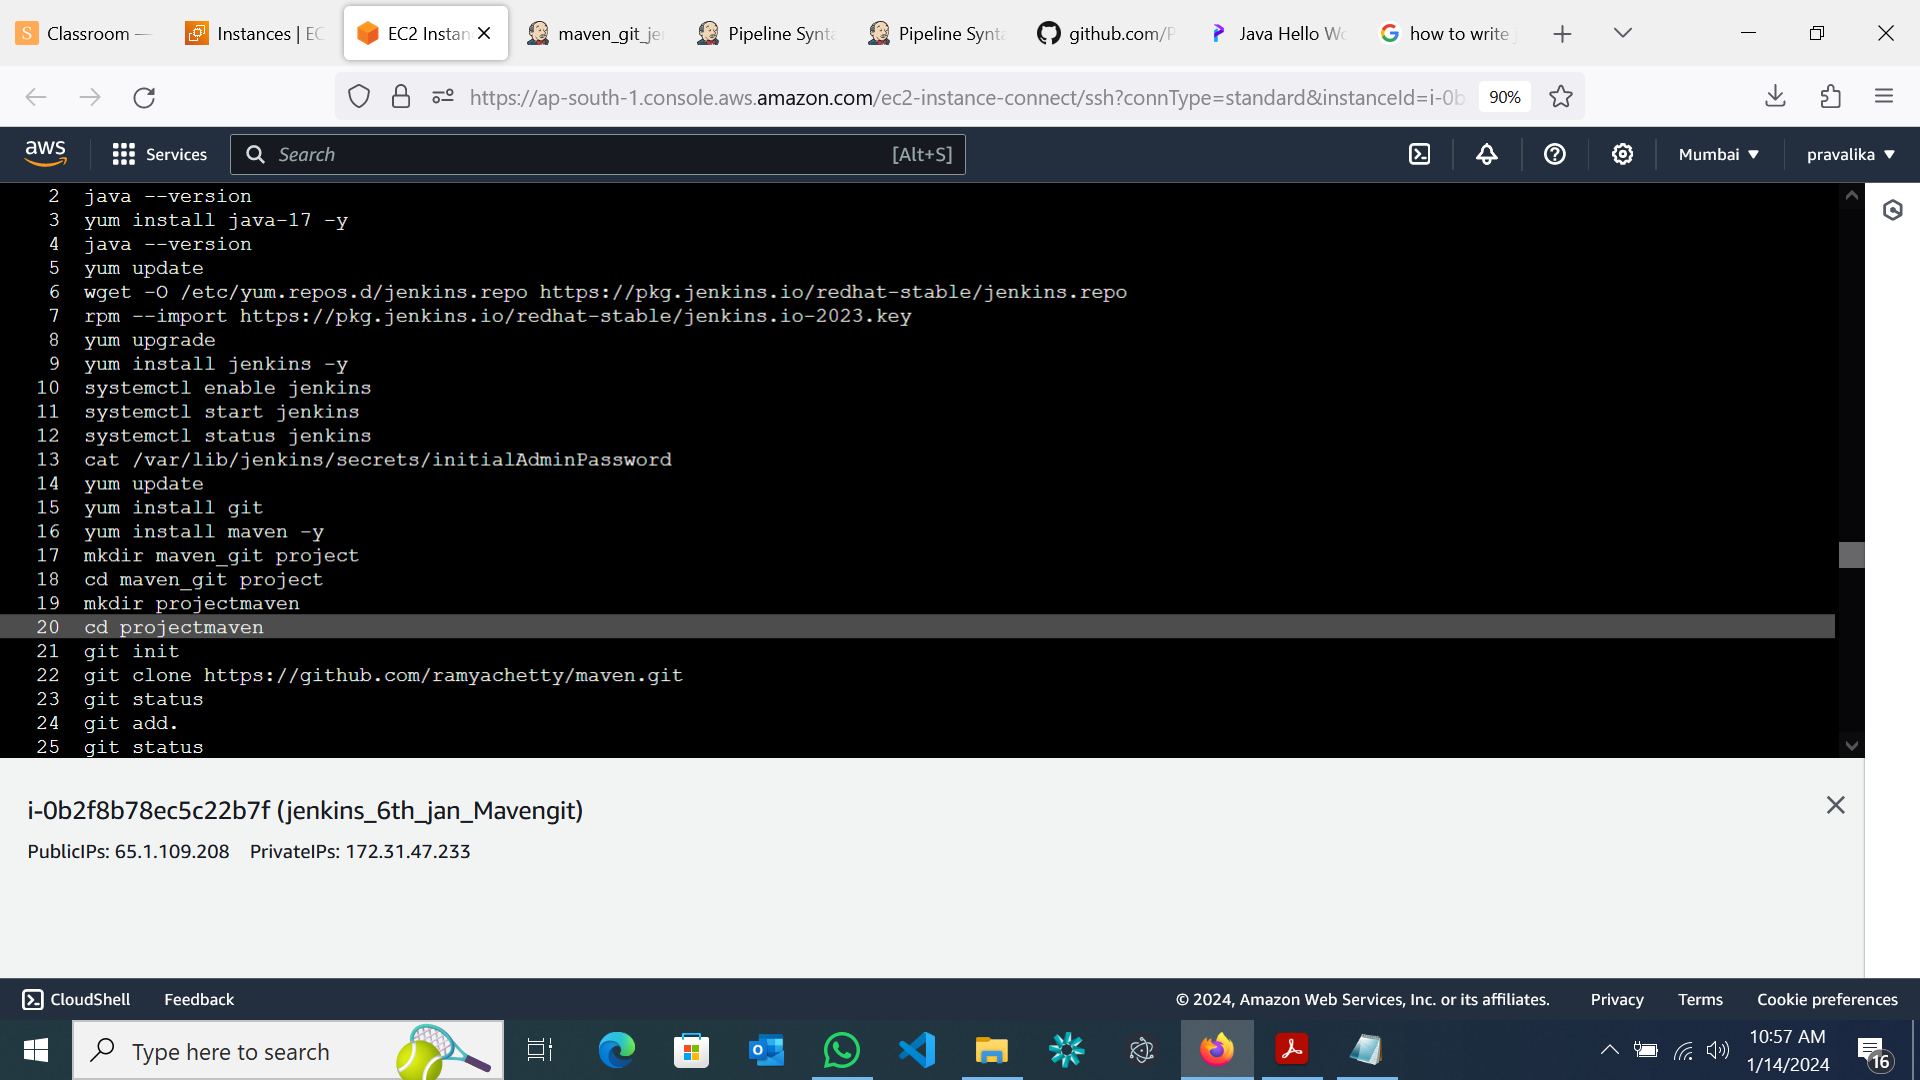 Classroom —
Instances | EC
EC2 Instan
maven_git_je
Pipeline Synta
Pipeline Synta
github.com/P
Java Hello Wo
how to write j
https://ap-south-1.console.aws.amazon.com/ec2-instance-connect/ssh?connType=standard&instanceId=i-0b
90%
aws
Services
Search
[Alt+S]
Mumbai
pravalika
2 java --version
3 yum install java-17 -y
4 java --version
5 yum update
6 wget -O /etc/yum.repos.d/jenkins.repo https://pkg.jenkins.io/redhat-stable/jenkins.repo
7 rpm --import https://pkg.jenkins.io/redhat-stable/jenkins.io-2023.key
8 yum upgrade
9 yum install jenkins -y
10 systemctl enable jenkins
11 systemctl start jenkins
12 systemctl status jenkins
13 cat /var/lib/jenkins/secrets/initialAdminPassword
14 yum update
15 yum install git
16 yum install maven -y
17 mkdir maven_git project
18 cd maven_git project
19 mkdir projectmaven
20 cd projectmaven
21 git init
22 git clone https://github.com/ramyachetty/maven.git
23 git status
24 git add.
25 git status
i-0b2f8b78ec5c22b7f (jenkins_6th_jan_Mavengit)
PublicIPs: 65.1.109.208 PrivateIPs: 172.31.47.233
CloudShell
Feedback
© 2024, Amazon Web Services, Inc. or its affiliates.
Privacy
Terms
Cookie preferences
Type here to search
10:57 AM
1/14/2024
16